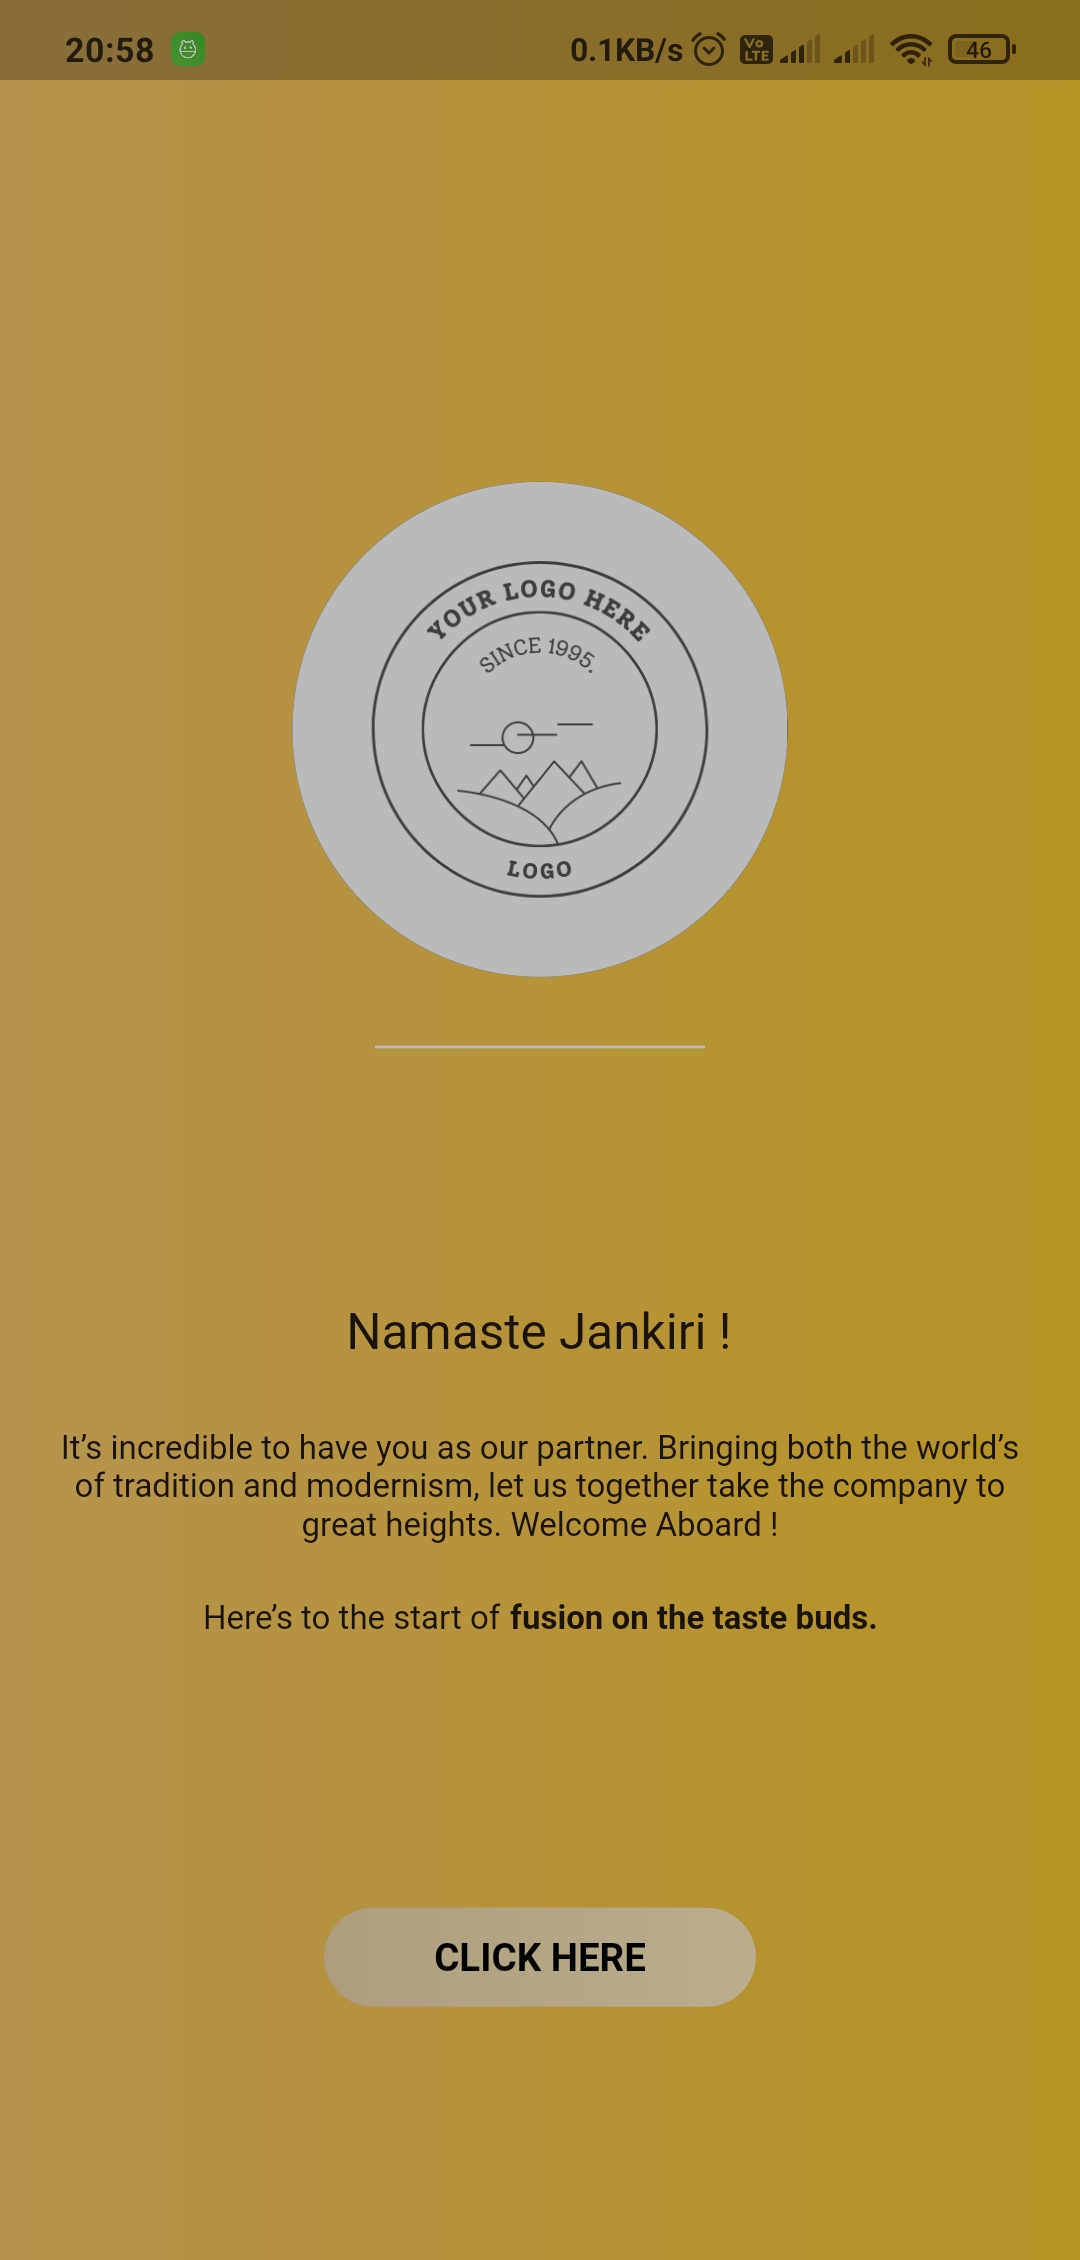 20:58
0.1KB/s
Vo
LTE
46
YOUR LOGO HERE
SINCE 1995.
LOGO
Namaste Jankiri !
It’s incredible to have you as our partner. Bringing both the world’s
of tradition and modernism, let us together take the company to
great heights. Welcome Aboard !
Here’s to the start of fusion on the taste buds.
CLICK HERE